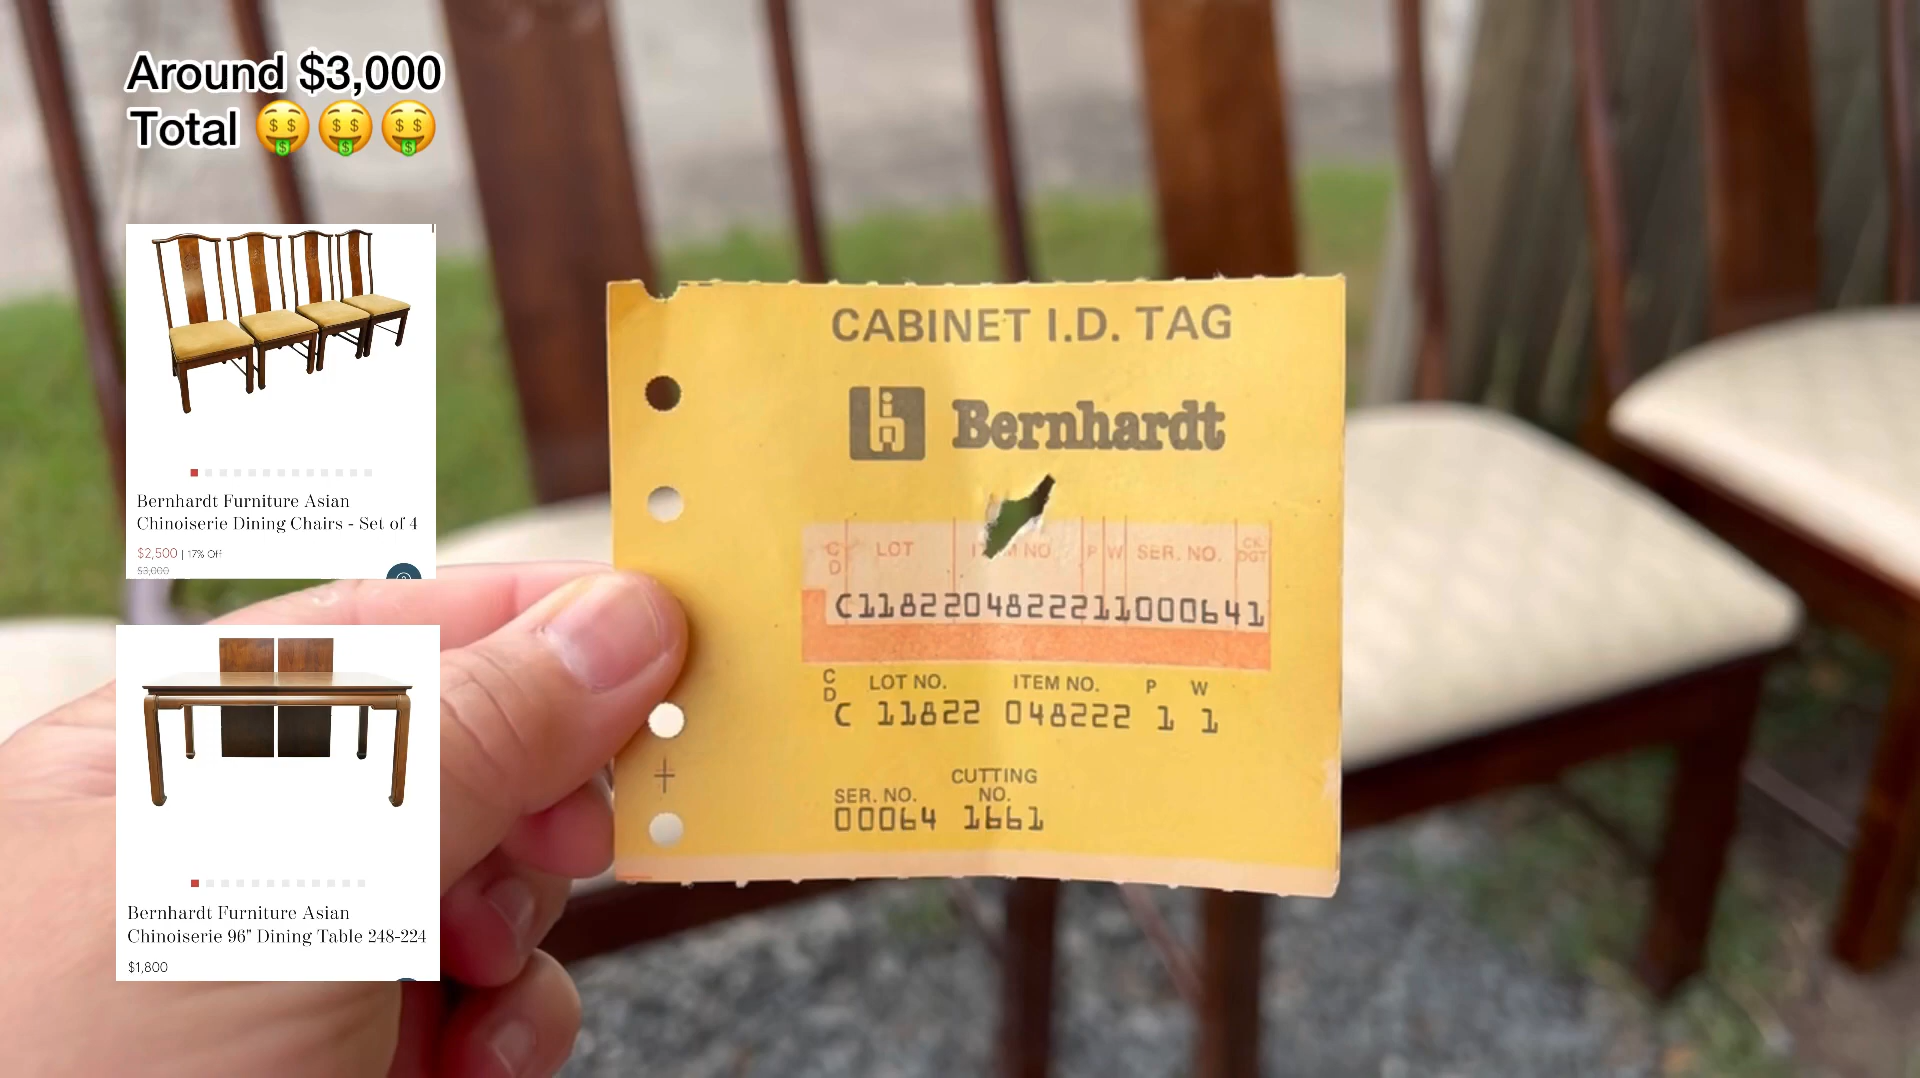 Around $3,000
Total 🤑🤑🤑
Bernhardt Furniture Asian
Chinoiserie Dining Chairs - Set of 4
$2,500 | 17% Off
$3,000
Bernhardt Furniture Asian
Chinoiserie 96" Dining Table 248-224
$1,800
CABINET I.D. TAG
Bernhardt
C D LOT ITEM NO P W SER. NO. CK DGT
C1182204822211000641
C D LOT NO. ITEM NO. P W
C 11822 048222 1 1
SER. NO. CUTTING NO.
00064 1661